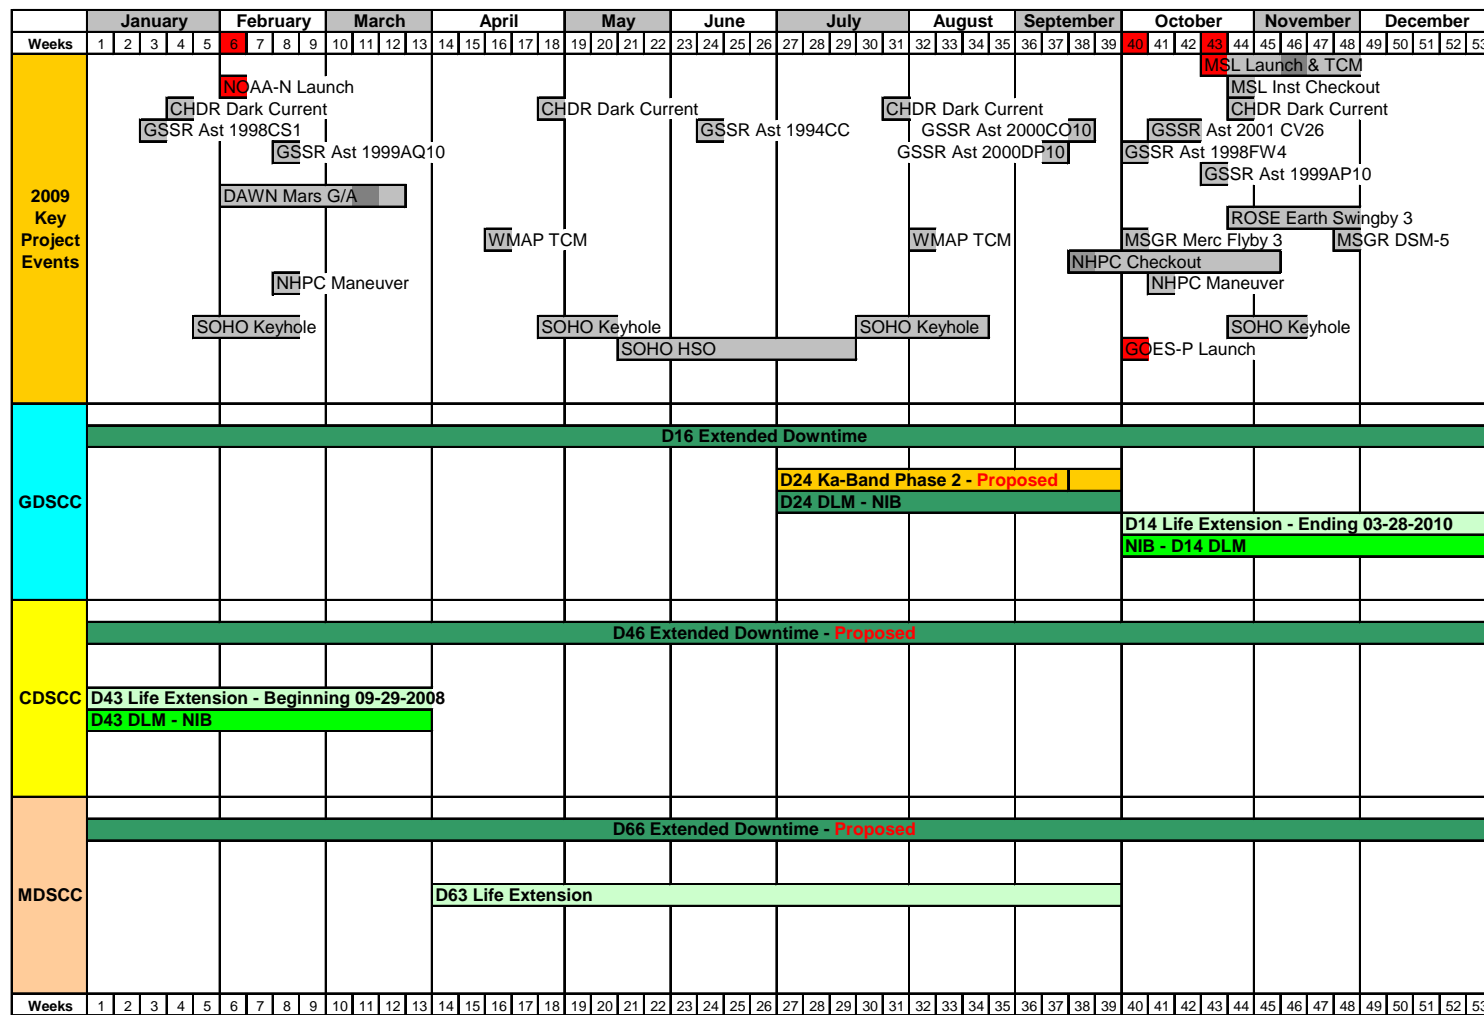 January February March April May June July August September October November December
Weeks 1 2 3 4 5 6 7 8 9 10 11 12 13 14 15 16 17 18 19 20 21 22 23 24 25 26 27 28 29 30 31 32 33 34 35 36 37 38 39 40 41 42 43 44 45 46 47 48 49 50 51 52 53
2009
Key
Project
Events
MSL Launch & TCM
NOAA-N Launch MSL Inst Checkout
CHDR Dark Current CHDR Dark Current CHDR Dark Current CHDR Dark Current
GSSR Ast 1998CS1 GSSR Ast 1994CC GSSR Ast 2000CO10 GSSR Ast 2001 CV26
GSSR Ast 1999AQ10 GSSR Ast 2000DP10 GSSR Ast 1998FW4
GSSR Ast 1999AP10
DAWN Mars G/A
ROSE Earth Swingby 3
WMAP TCM WMAP TCM MSGR Merc Flyby 3 MSGR DSM-5
NHPC Checkout
NHPC Maneuver NHPC Maneuver
SOHO Keyhole SOHO Keyhole SOHO Keyhole SOHO Keyhole
SOHO HSO GOES-P Launch
GDSCC
D16 Extended Downtime
D24 Ka-Band Phase 2 - Proposed
D24 DLM - NIB
D14 Life Extension - Ending 03-28-2010
NIB - D14 DLM
CDSCC
D46 Extended Downtime - Proposed
D43 Life Extension - Beginning 09-29-2008
D43 DLM - NIB
MDSCC
D66 Extended Downtime - Proposed
D63 Life Extension
Weeks 1 2 3 4 5 6 7 8 9 10 11 12 13 14 15 16 17 18 19 20 21 22 23 24 25 26 27 28 29 30 31 32 33 34 35 36 37 38 39 40 41 42 43 44 45 46 47 48 49 50 51 52 53